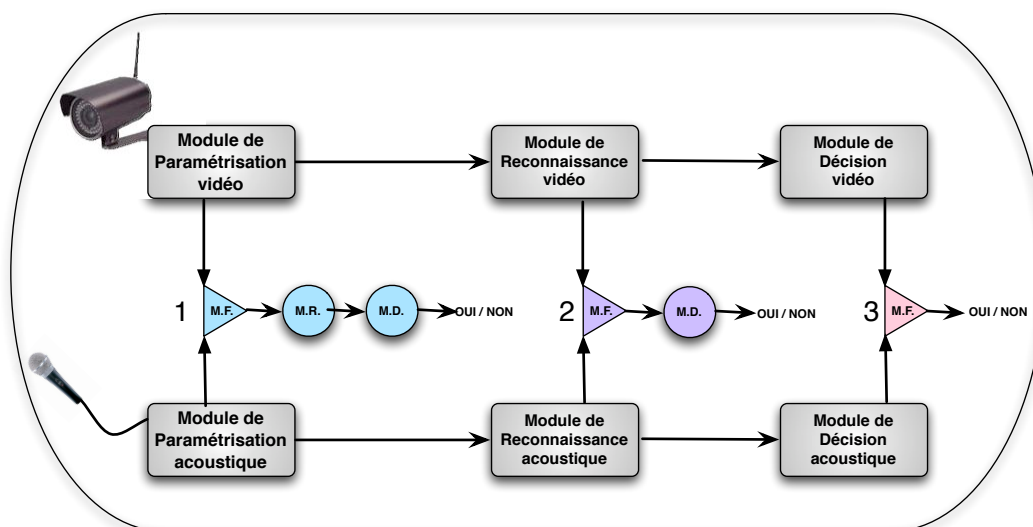 Module de
Paramétrisation
vidéo
Module de
Reconnaissance
vidéo
Module de
Décision
vidéo
1
M.F.
M.R.
M.D.
OUI / NON
2
M.F.
M.D.
OUI / NON
3
M.F.
OUI / NON
Module de
Paramétrisation
acoustique
Module de
Reconnaissance
acoustique
Module de
Décision
acoustique